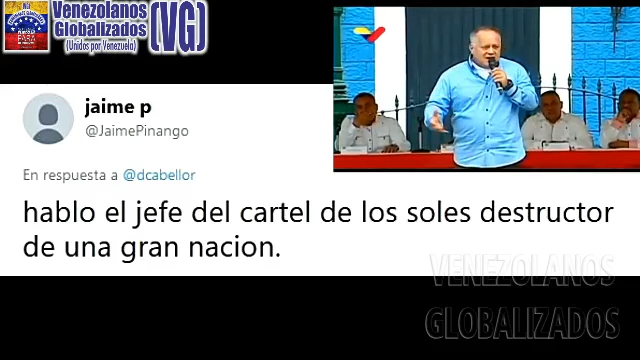 Venezolanos
Globalizados
(Unidos por Venezuela)
(VG)
jaime p
@JaimePinango
En respuesta a @dcabellor
hablo el jefe del cartel de los soles destructor
de una gran nacion.
VENEZOLANOS
GLOBALIZADOS